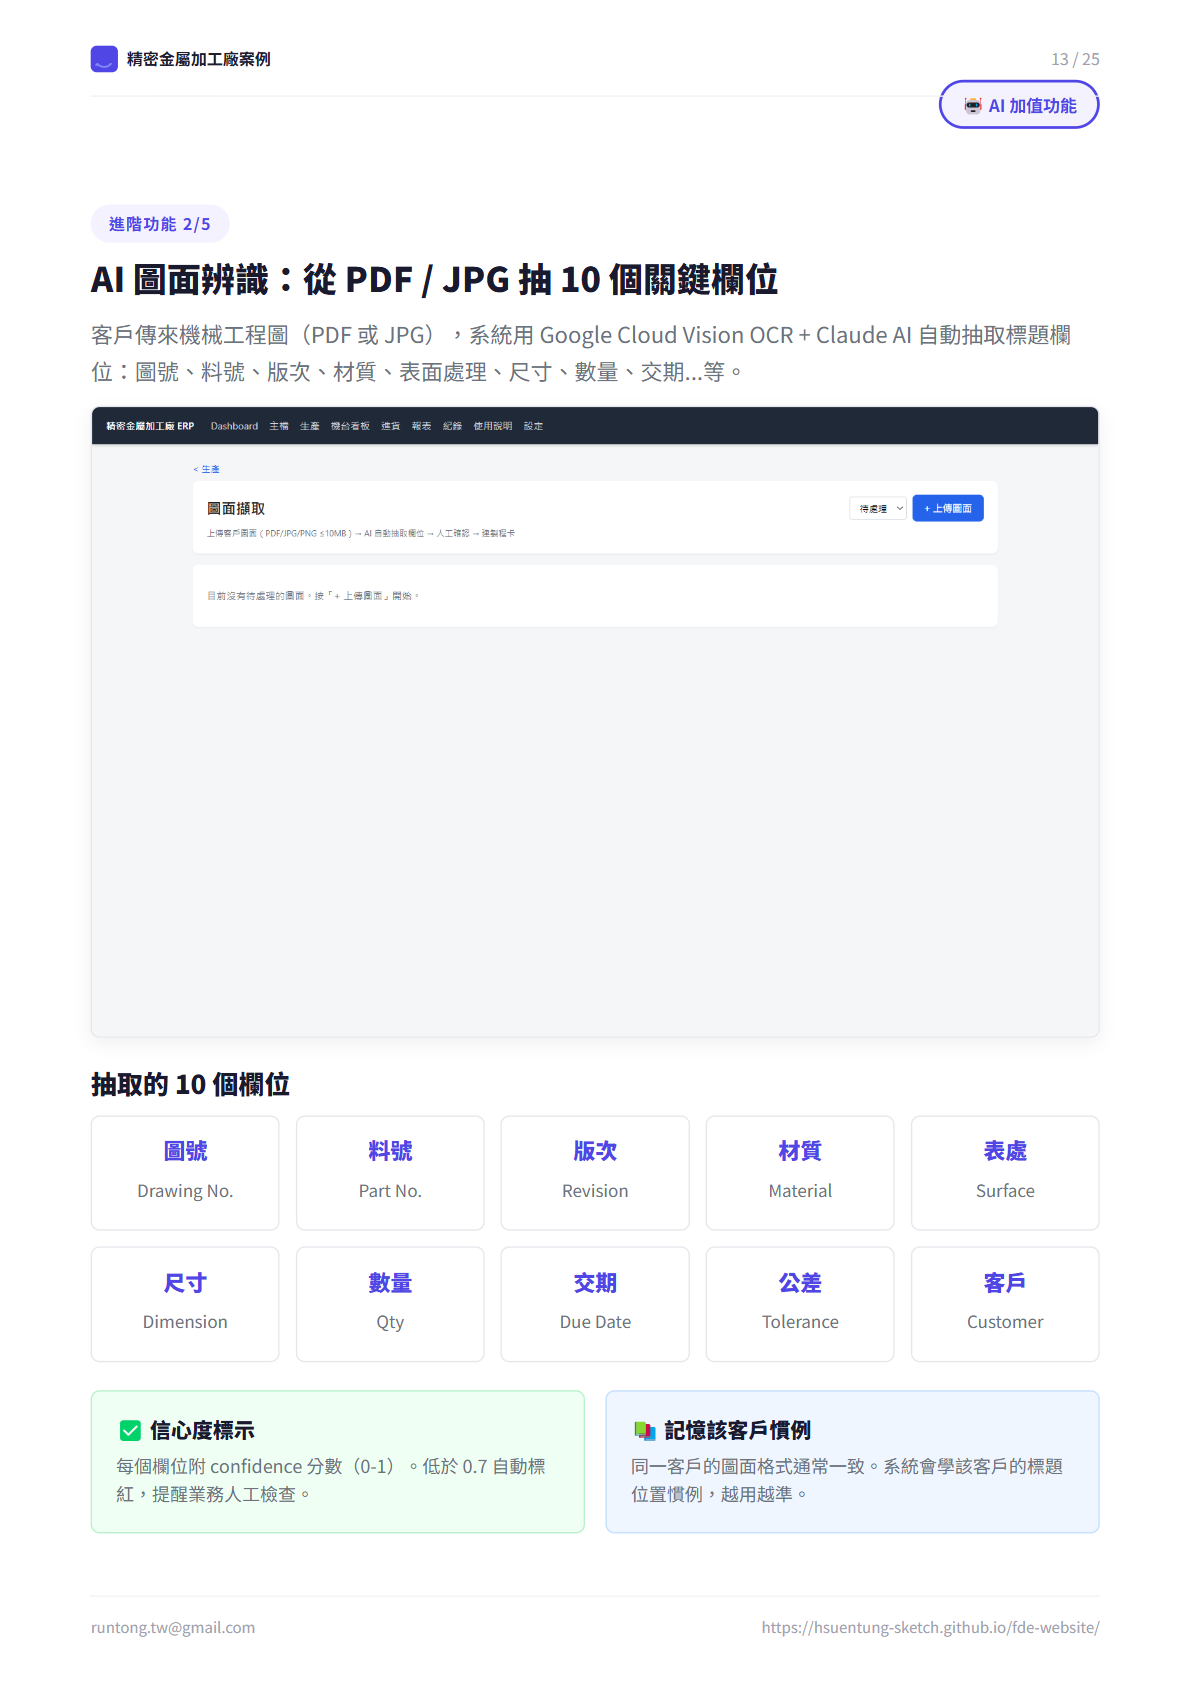 精密金屬加工廠案例
13 / 25
AI 加值功能
進階功能 2/5
AI 圖面辨識：從 PDF / JPG 抽 10 個關鍵欄位
客戶傳來機械工程圖（PDF 或 JPG），系統用 Google Cloud Vision OCR + Claude AI 自動抽取標題欄
位：圖號、料號、版次、材質、表面處理、尺寸、數量、交期...等。
精密金屬加工廠 ERP Dashboard 主檔 生產 機台看板 進貨 報表 紀錄 使用說明 設定
< 生產
圖面擷取
待處理
+ 上傳圖面
上傳客戶圖面 ( PDF/JPG/PNG ≤10MB ) → AI 自動抽取欄位 → 人工確認 → 建製程卡
目前沒有待處理的圖面。按「+ 上傳圖面」開始。
抽取的 10 個欄位
圖號 料號 版次 材質 表處
Drawing No. Part No. Revision Material Surface
尺寸 數量 交期 公差 客戶
Dimension Qty Due Date Tolerance Customer
信心度標示
每個欄位附 confidence 分數（0-1）。低於 0.7 自動標
紅，提醒業務人工檢查。
記憶該客戶慣例
同一客戶的圖面格式通常一致。系統會學該客戶的標題
位置慣例，越用越準。
runtong.tw@gmail.com
https://hsuentung-sketch.github.io/fde-website/